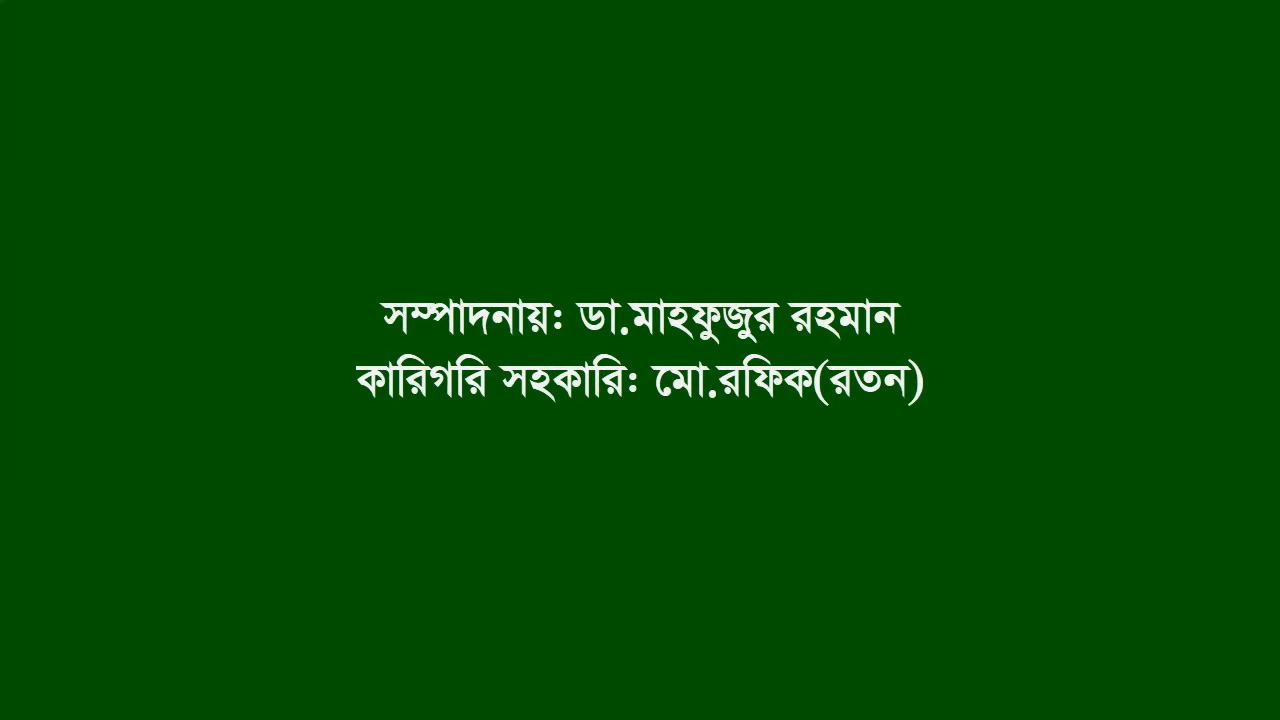 সম্পাদনায়ঃ ডা.মাহফুজুর রহমান
কারিগরি সহকারিঃ মো.রফিক(রতন)